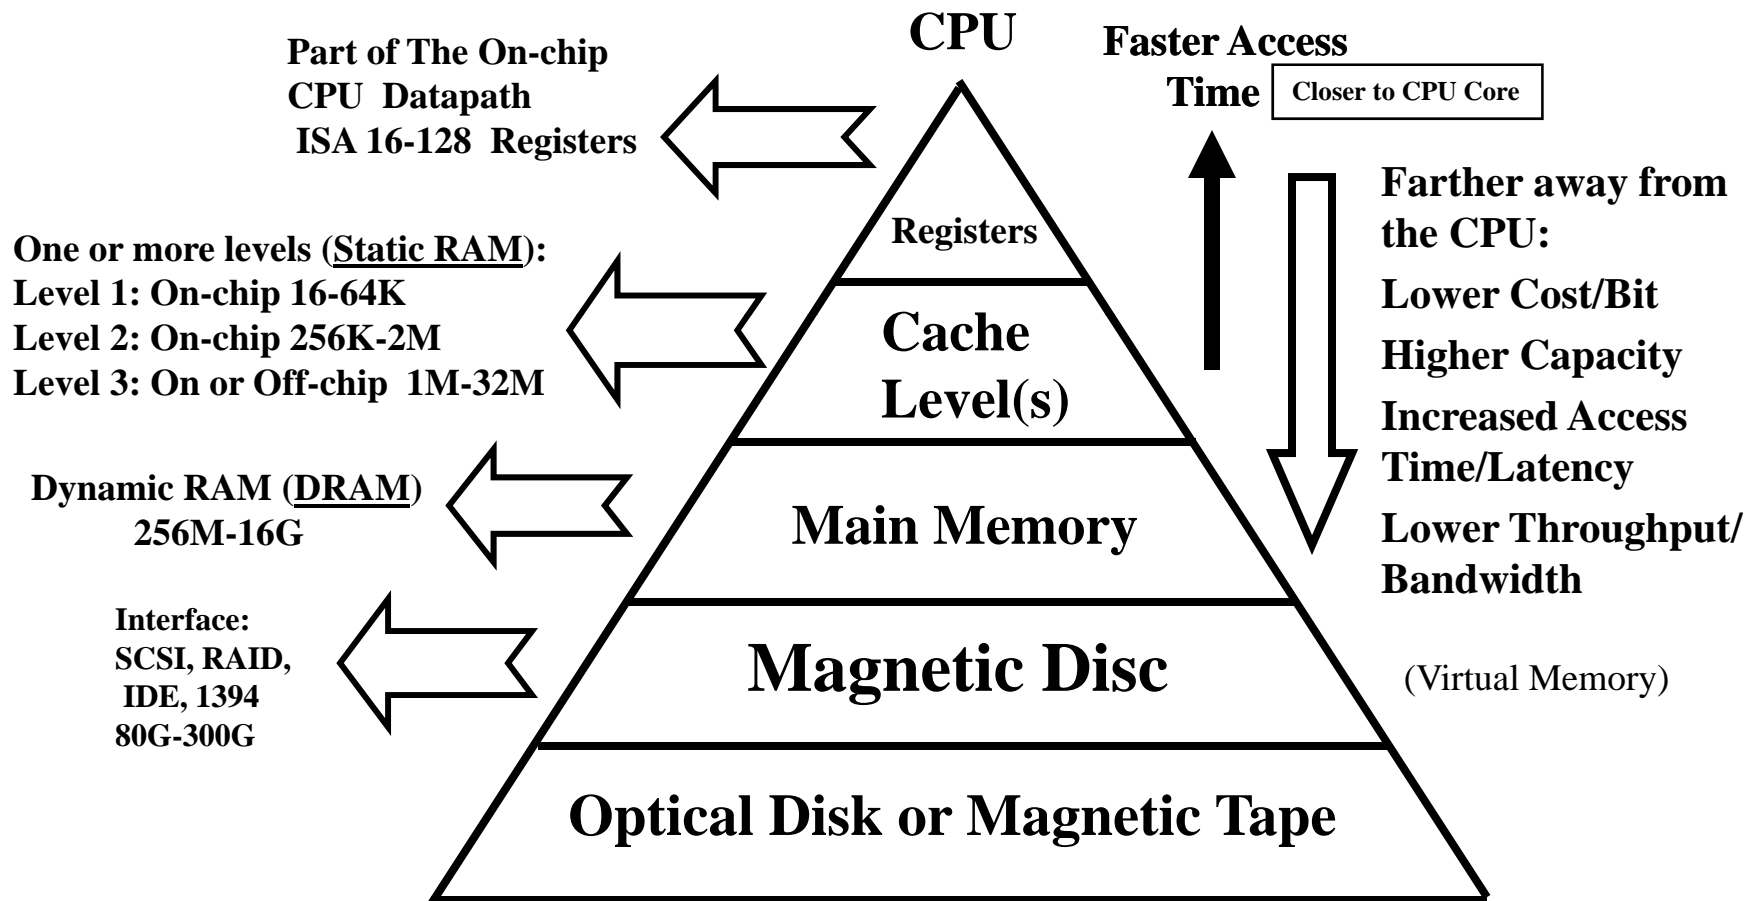 CPU
Part of The On-chip
CPU Datapath
ISA 16-128 Registers
Faster Access
Time
Closer to CPU Core
Registers
One or more levels (Static RAM):
Level 1: On-chip 16-64K
Level 2: On-chip 256K-2M
Level 3: On or Off-chip 1M-32M
Cache
Level(s)
Farther away from
the CPU:
Lower Cost/Bit
Higher Capacity
Increased Access
Time/Latency
Lower Throughput/
Bandwidth
Dynamic RAM (DRAM)
256M-16G
Main Memory
Interface:
SCSI, RAID,
IDE, 1394
80G-300G
Magnetic Disc
(Virtual Memory)
Optical Disk or Magnetic Tape